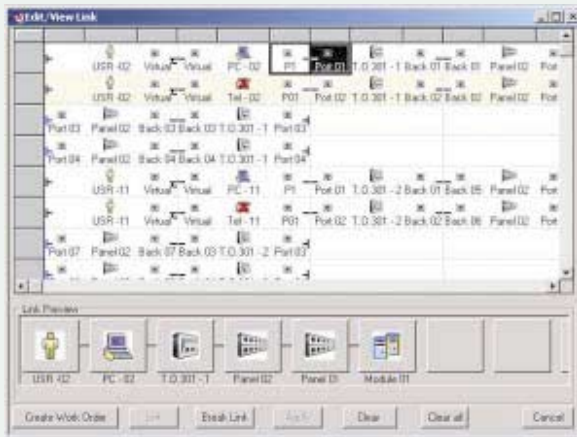 Edit/View Link
USR-02 Virtual Virtual PC-02 P1 Port 01 T.O.301-1 Back 01 Back 01 Panel 02 Port
USR-02 Virtual Virtual Tel-02 P01 Port 02 T.O.301-1 Back 02 Back 02 Panel 02 Port
Port 03 Panel 02 Back 03 Back 03 T.O.301-1 Port 03
Port 04 Panel 02 Back 04 Back 04 T.O.301-1 Port 04
USR-11 Virtual Virtual PC-11 P1 Port 01 T.O.301-2 Back 01 Back 05 Panel 02 Port
USR-11 Virtual Virtual Tel-11 P01 Port 02 T.O.301-2 Back 02 Back 06 Panel 02 Port
Port 07 Panel 02 Back 07 Back 03 T.O.301-2 Port 03
Link Preview
USR-02 PC-02 T.O.301-1 Panel 02 Panel 01 Module 01
Create Work Order Link Break Link Apply Clear Clear all Cancel